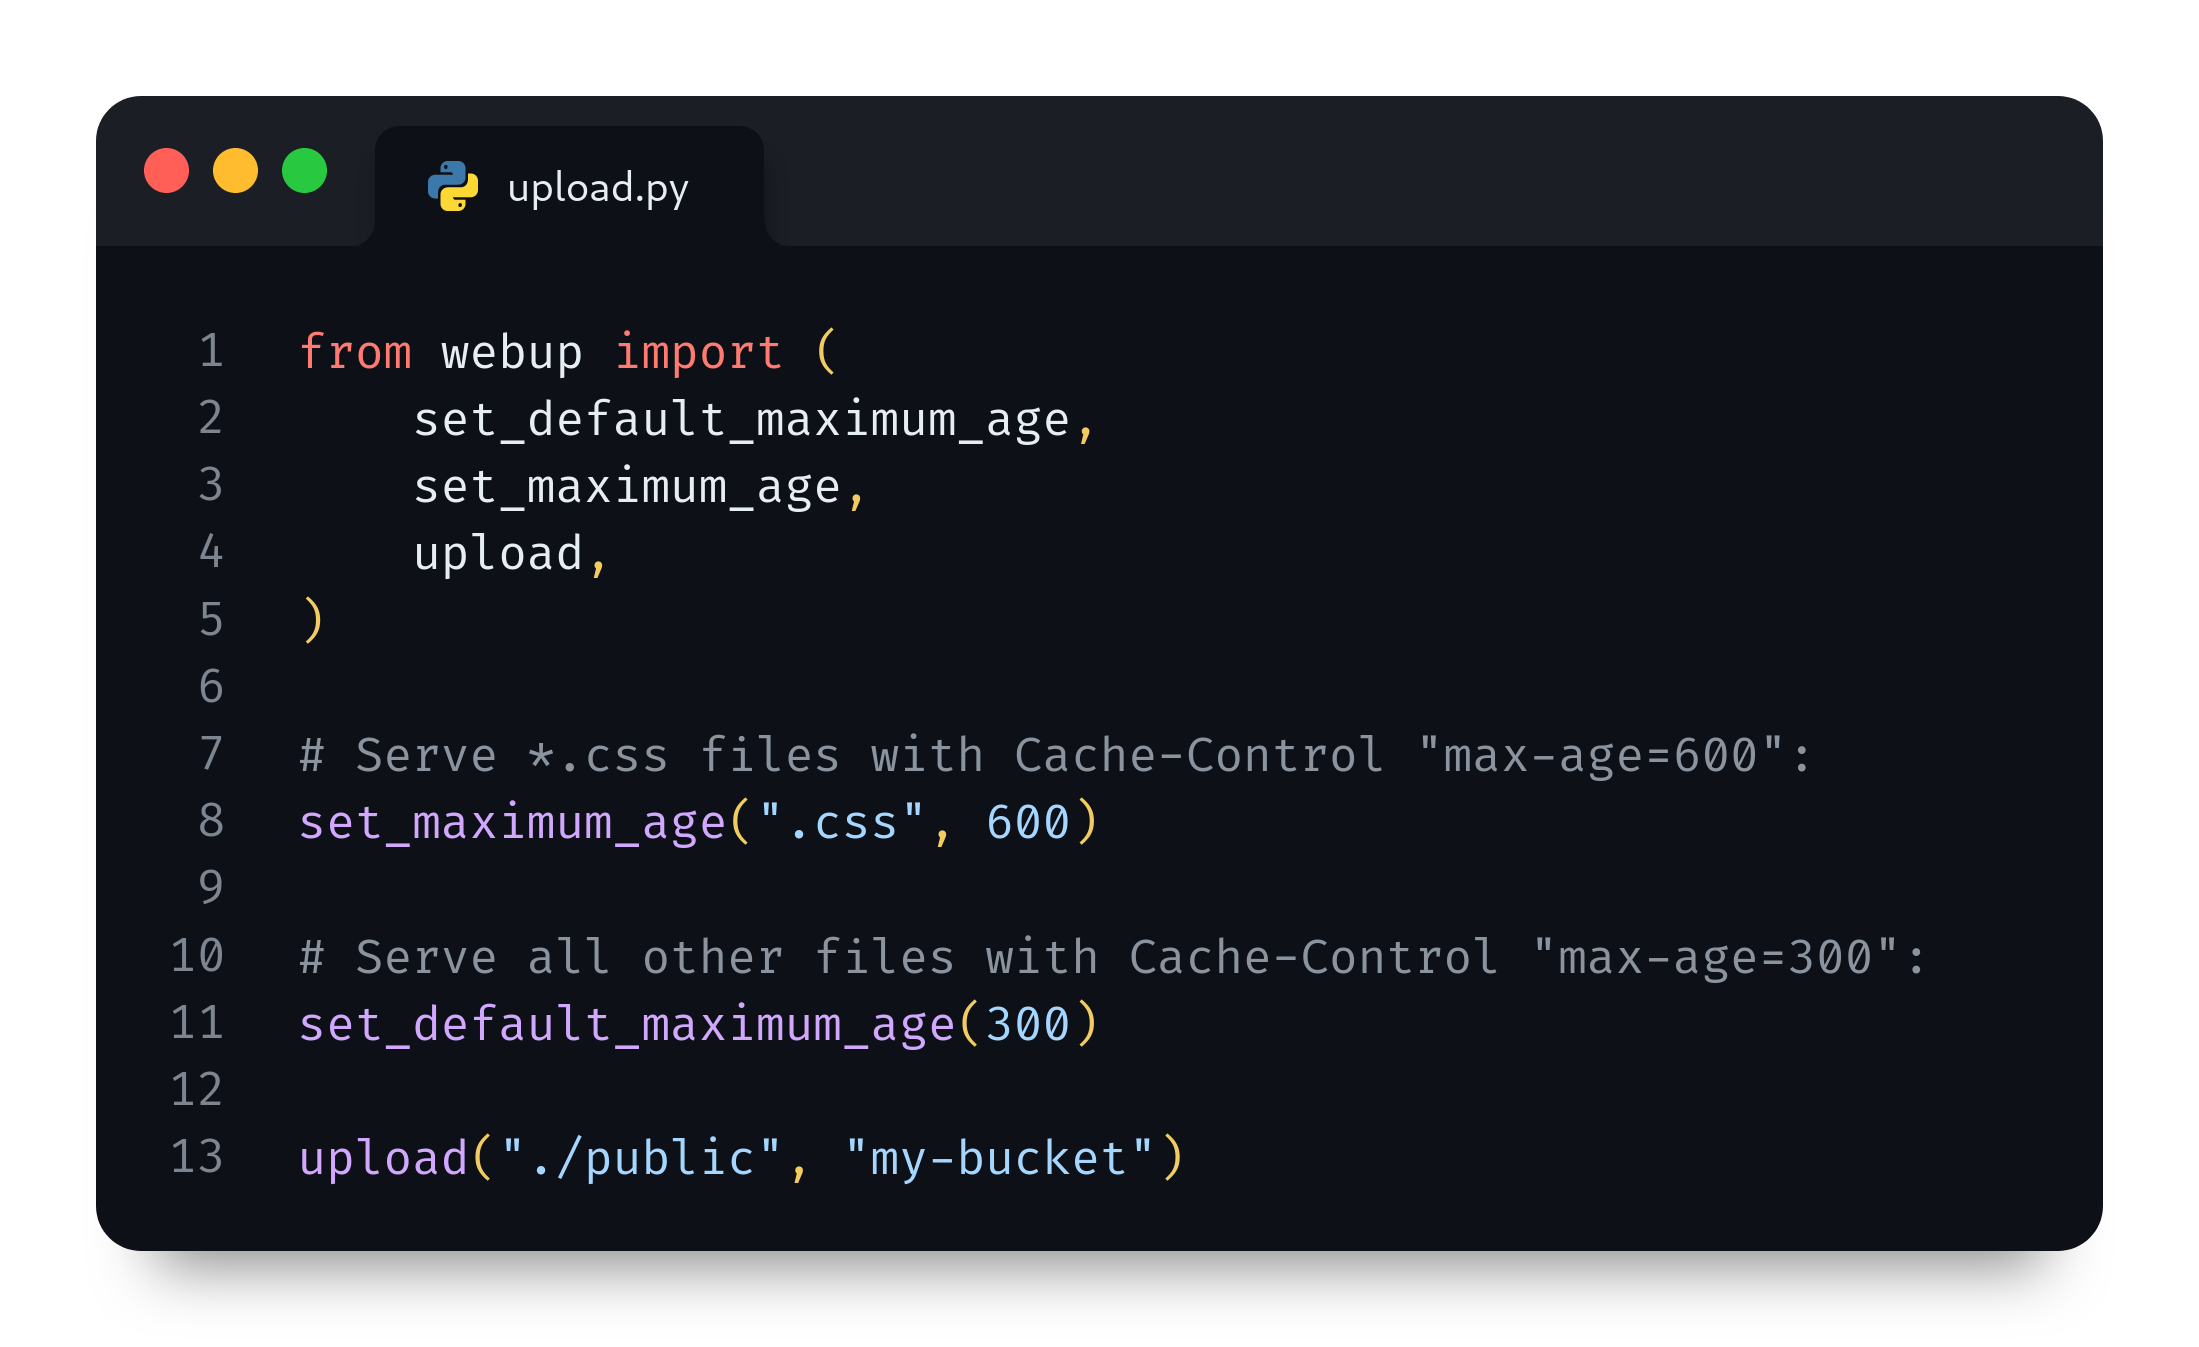 upload.py
1 from webup import (
2     set_default_maximum_age,
3     set_maximum_age,
4     upload,
5 )
6
7 # Serve *.css files with Cache-Control "max-age=600":
8 set_maximum_age(".css", 600)
9
10 # Serve all other files with Cache-Control "max-age=300":
11 set_default_maximum_age(300)
12
13 upload("./public", "my-bucket")